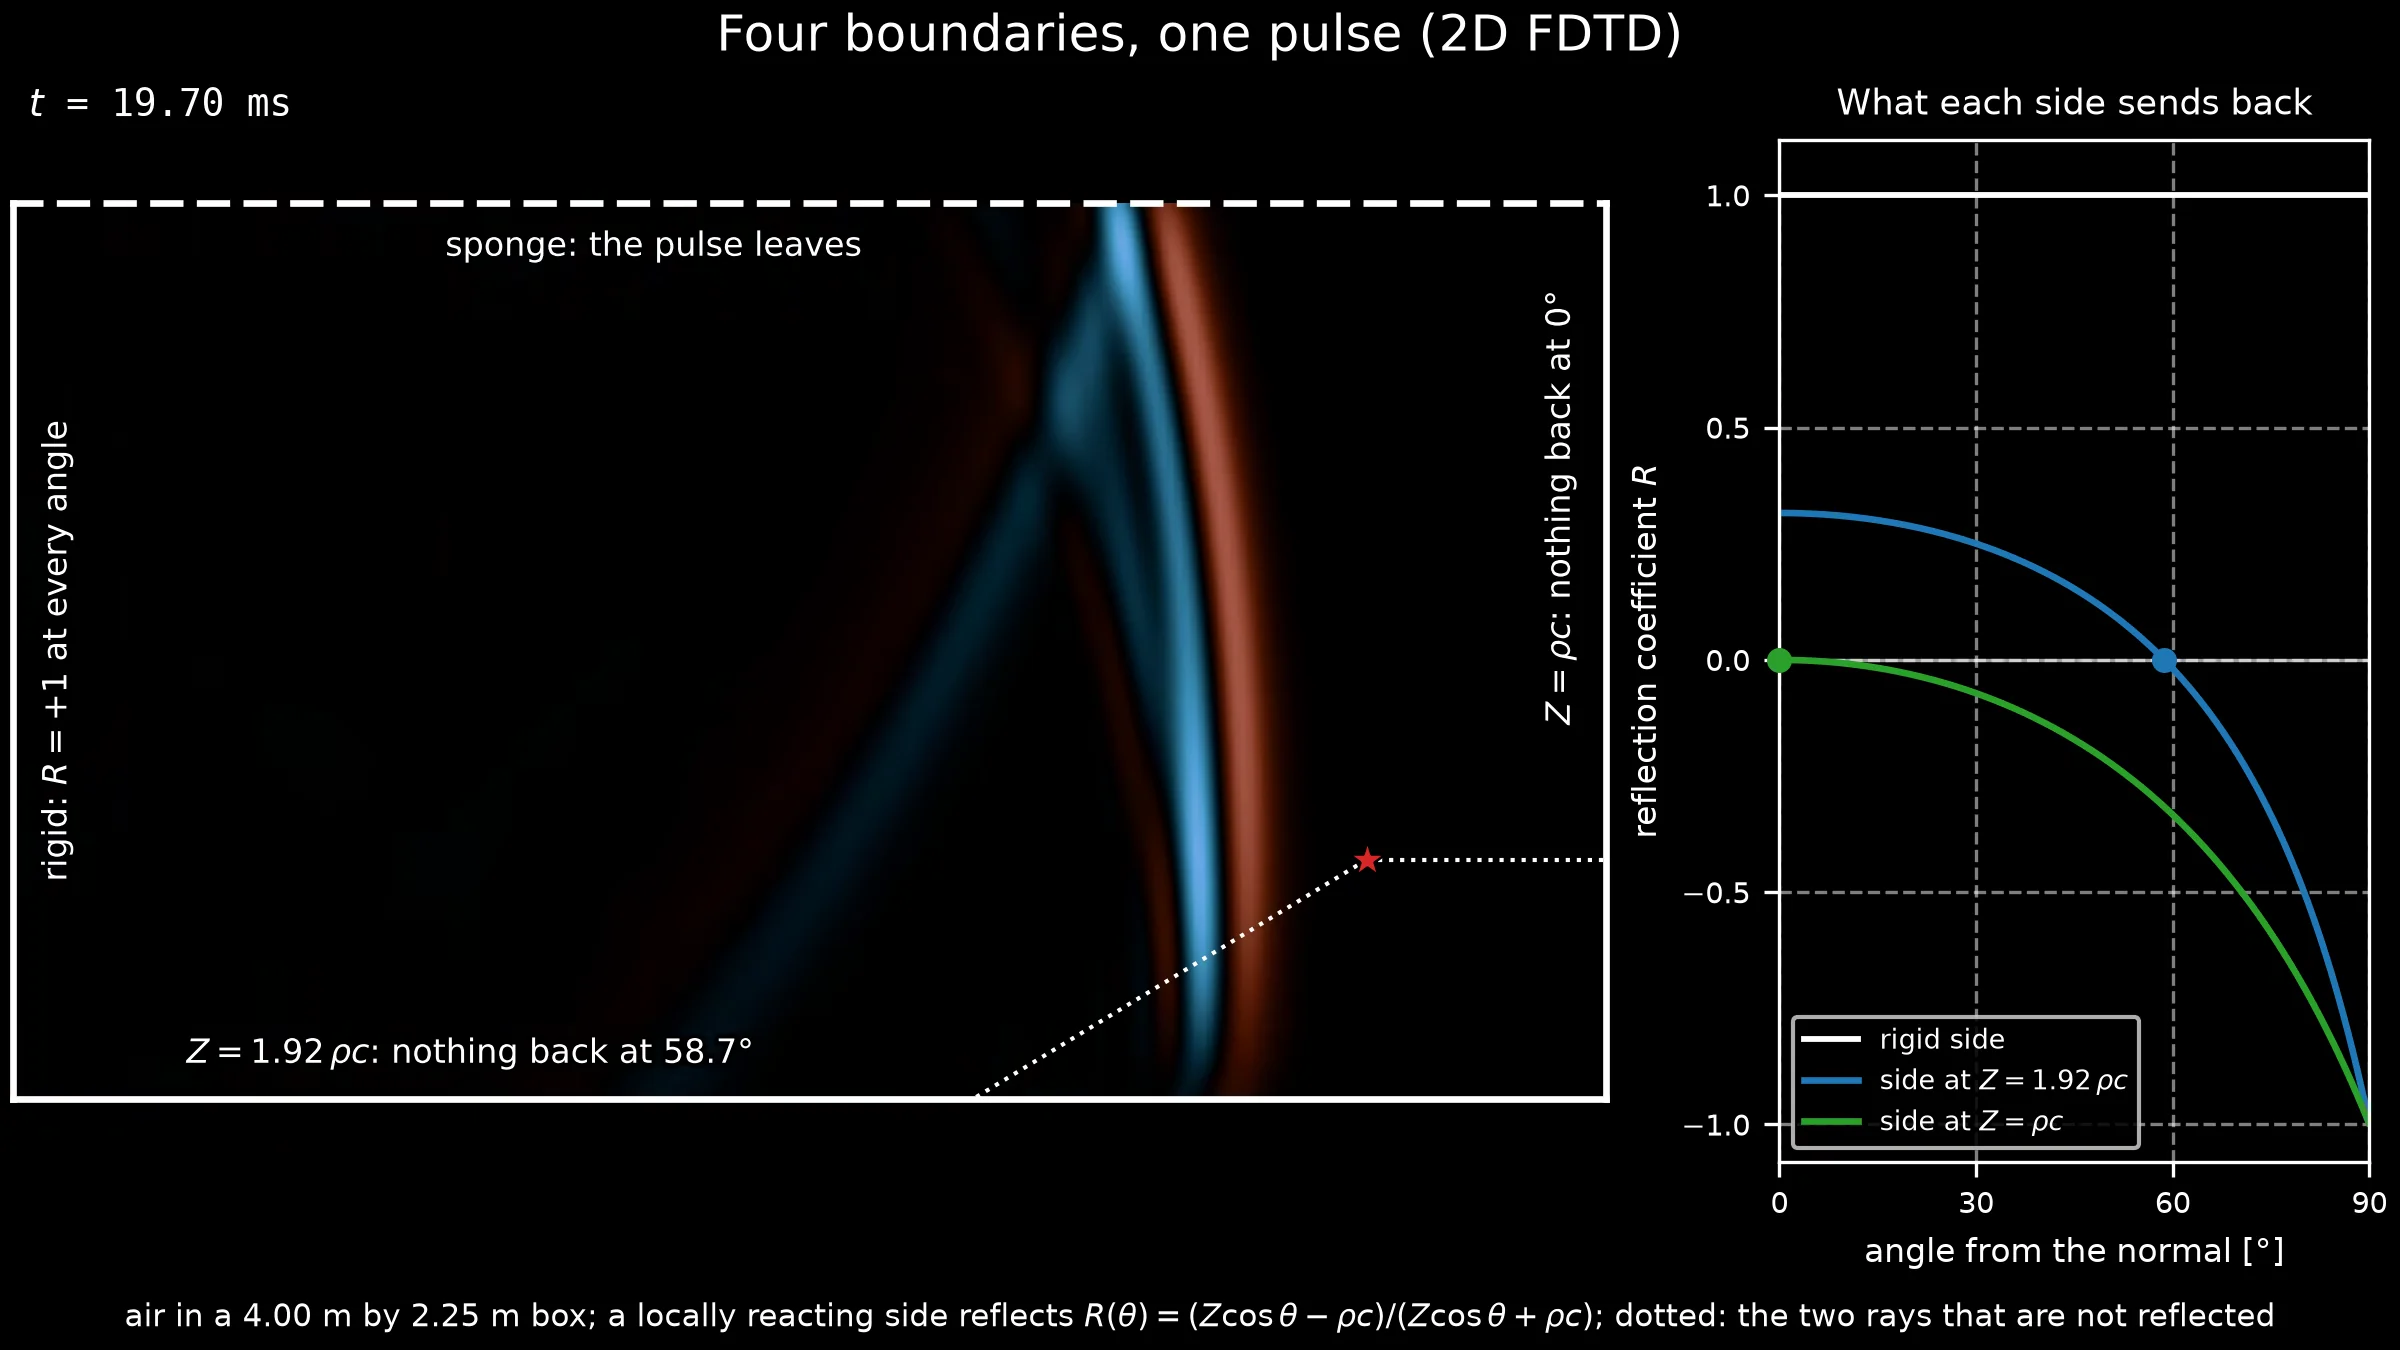 Four boundaries, one pulse (2D FDTD)
t = 19.70 ms
sponge: the pulse leaves
rigid: R = +1 at every angle
Z = ρc: nothing back at 0°
Z = 1.92 ρc: nothing back at 58.7°
What each side sends back
reflection coefficient R
1.0
0.5
0.0
−0.5
−1.0
rigid side
side at Z = 1.92 ρc
side at Z = ρc
0 30 60 90
angle from the normal [°]
air in a 4.00 m by 2.25 m box; a locally reacting side reflects R(θ) = (Zcos θ − ρc)/(Zcos θ + ρc); dotted: the two rays that are not reflected